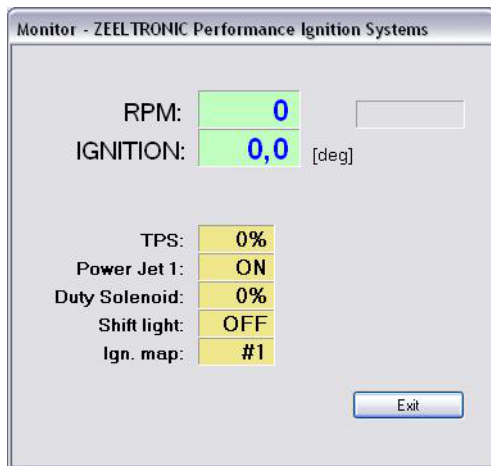 Monitor - ZEELTRONIC Performance Ignition Systems
RPM: 0
IGNITION: 0,0 [deg]
TPS: 0%
Power Jet 1: ON
Duty Solenoid: 0%
Shift light: OFF
Ign. map: #1
Exit